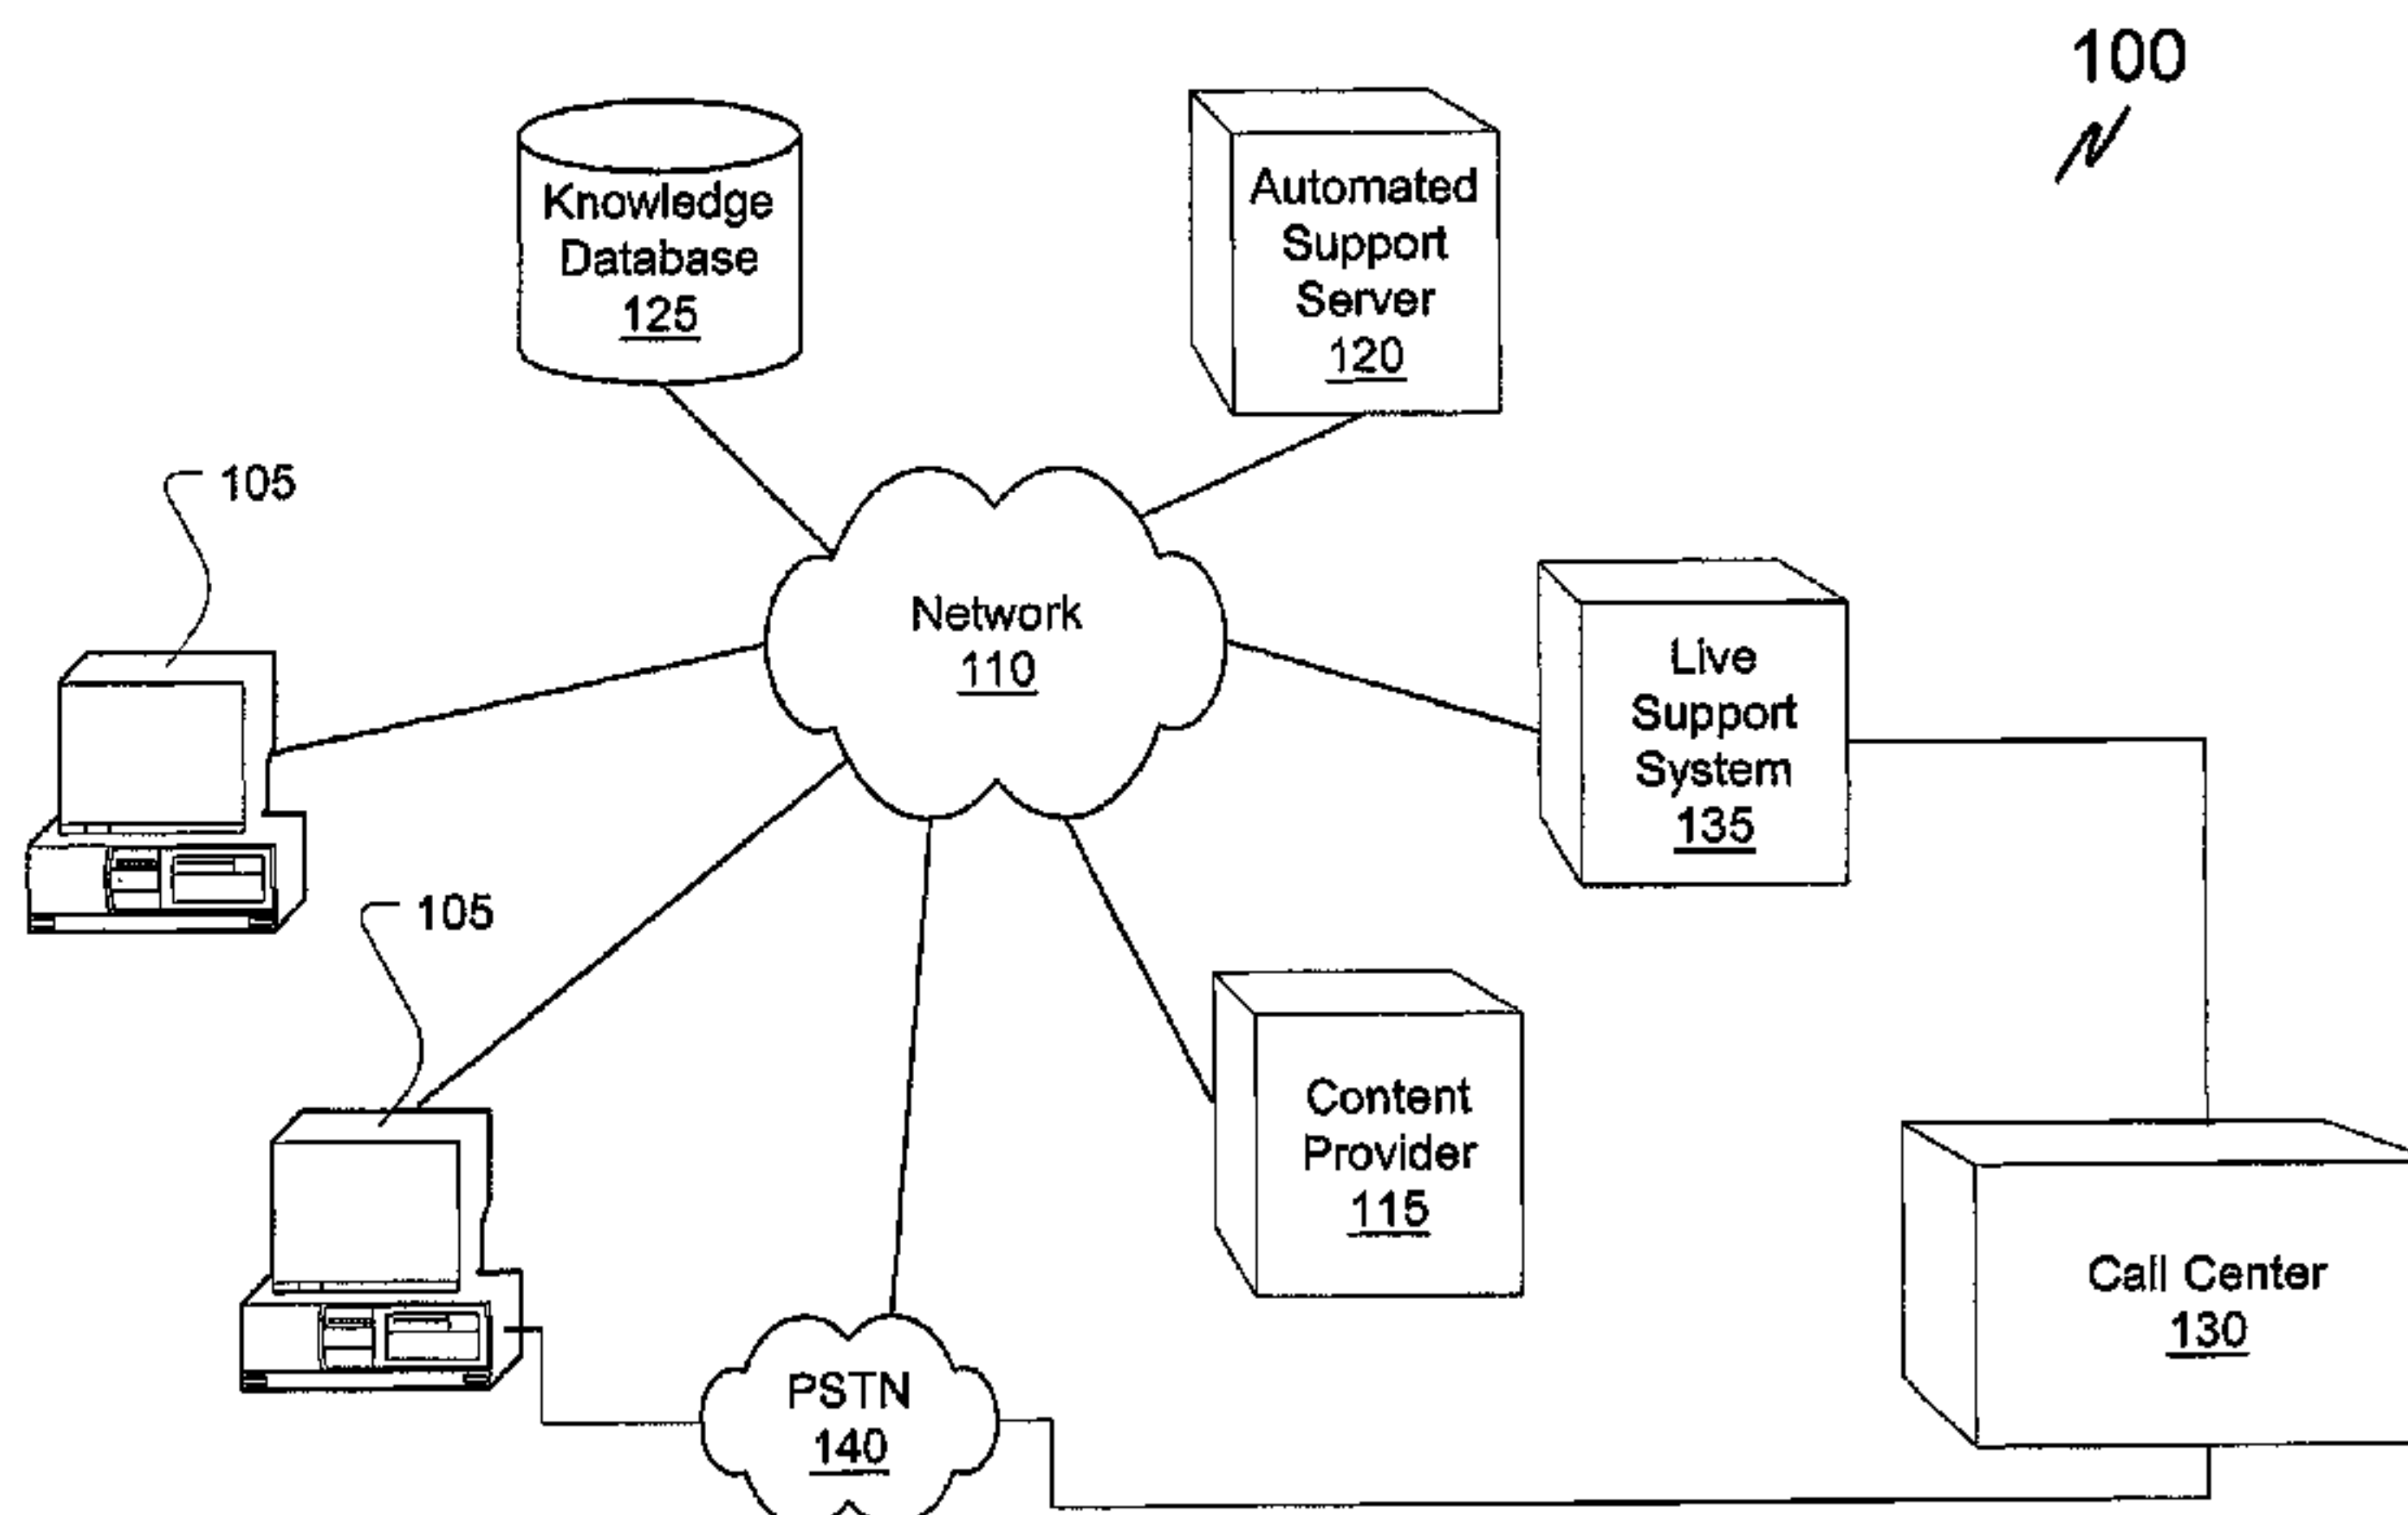 100
Knowledge
Database
125
Automated
Support
Server
120
105
Network
110
Live
Support
System
135
105
Content
Provider
115
Call Center
130
PSTN
140